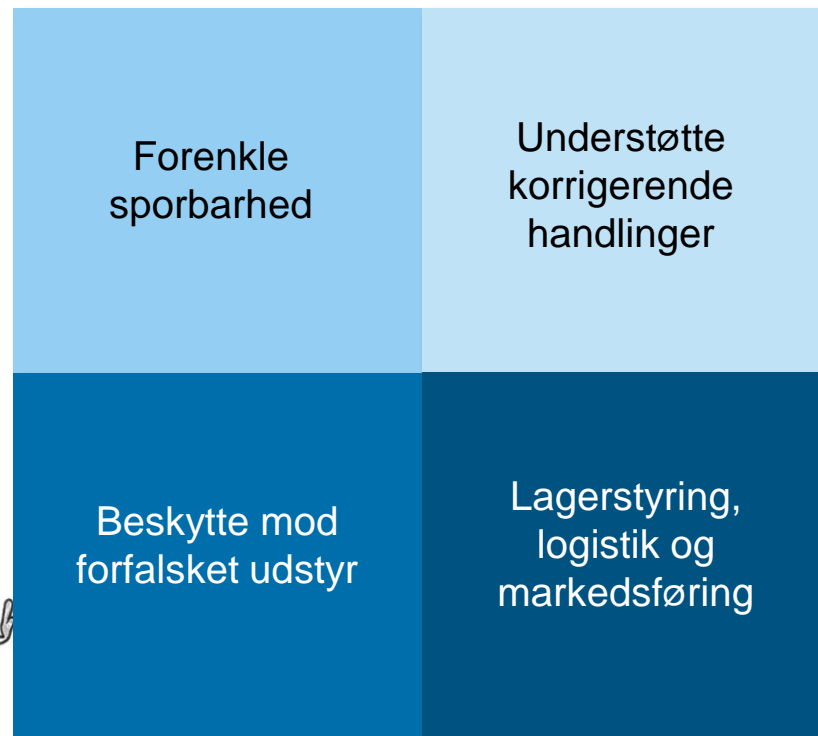 Forenkle
sporbarhed
Understøtte
korrigerende
handlinger
Beskytte mod
forfalsket udstyr
Lagerstyring,
logistik og
markedsføring